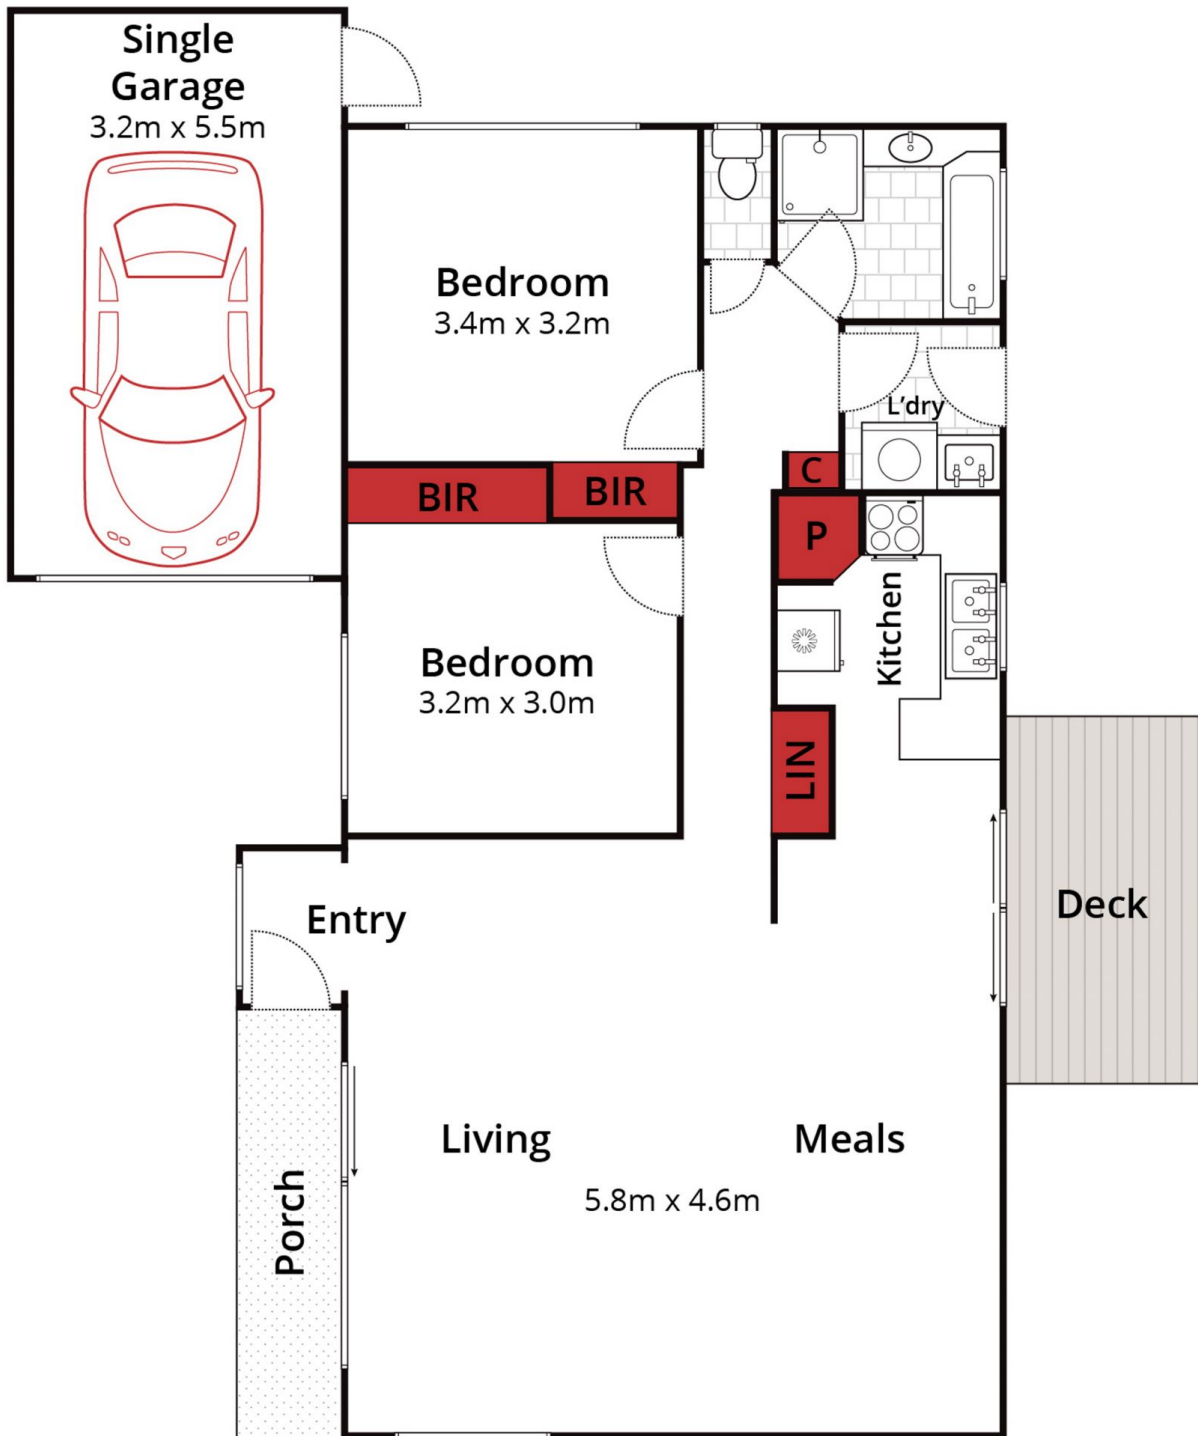 Single
Garage
3.2m x 5.5m
Bedroom
3.4m x 3.2m
L'dry
C
BIR
BIR
P
Kitchen
Bedroom
3.2m x 3.0m
LIN
Entry
Deck
Living
Meals
5.8m x 4.6m
Porch